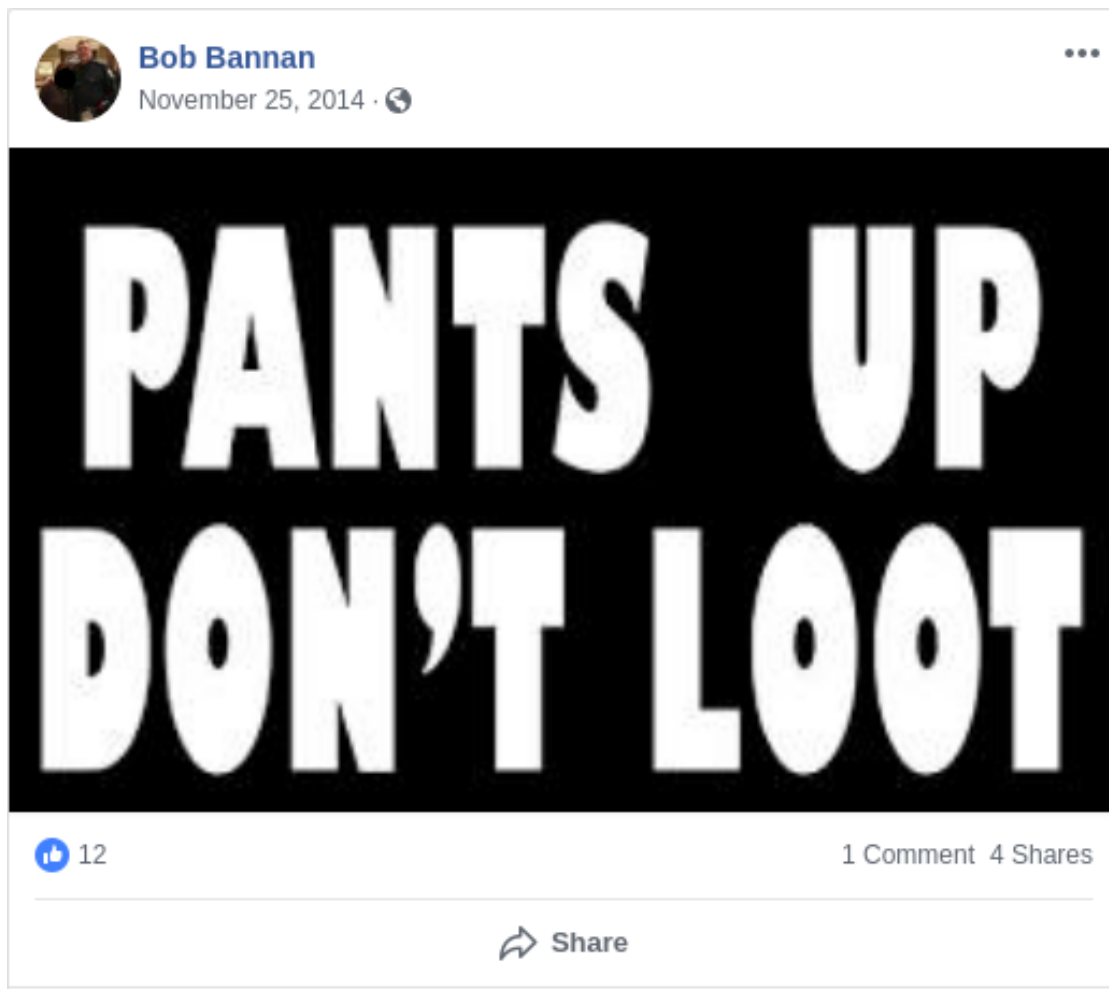 Bob Bannan
November 25, 2014 ·
PANTS UP
DON'T LOOT
12
1 Comment 4 Shares
Share